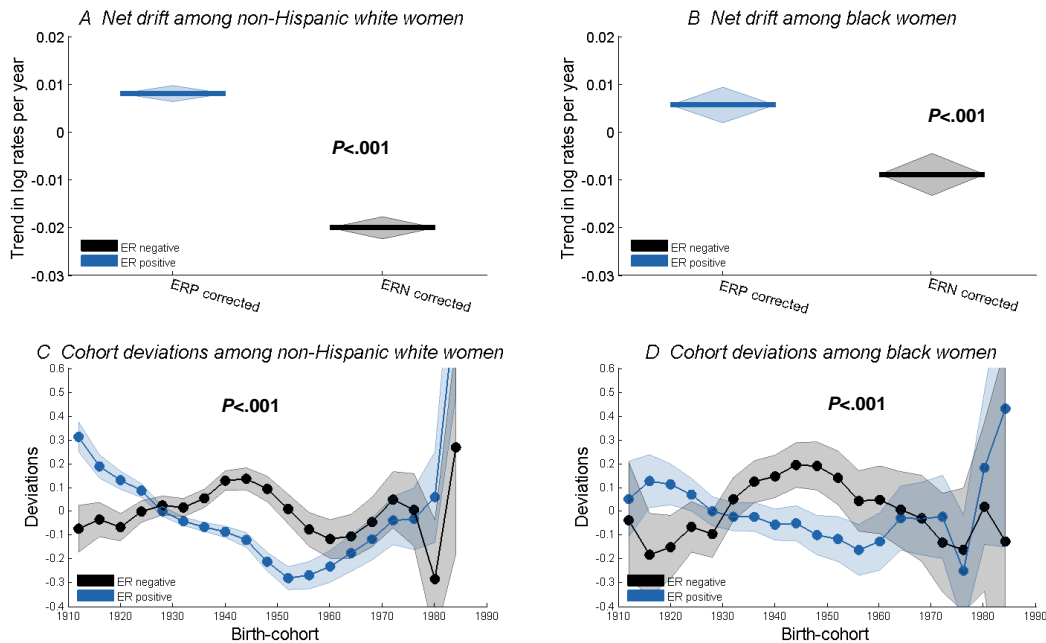 A Net drift among non-Hispanic white women
0.02
0.01
0
-0.01
-0.02
-0.03
Trend in log rates per year
P<.001
ER negative
ER positive
ERP corrected
ERN corrected
B Net drift among black women
0.02
0.01
0
-0.01
-0.02
-0.03
Trend in log rates per year
P<.001
ER negative
ER positive
ERP corrected
ERN corrected
C Cohort deviations among non-Hispanic white women
0.6
0.5
0.4
0.3
0.2
0.1
0
-0.1
-0.2
-0.3
-0.4
Deviations
P<.001
ER negative
ER positive
1910 1920 1930 1940 1950 1960 1970 1980 1990
Birth-cohort
D Cohort deviations among black women
0.6
0.5
0.4
0.3
0.2
0.1
0
-0.1
-0.2
-0.3
-0.4
Deviations
P<.001
ER negative
ER positive
1910 1920 1930 1940 1950 1960 1970 1980 1990
Birth-cohort